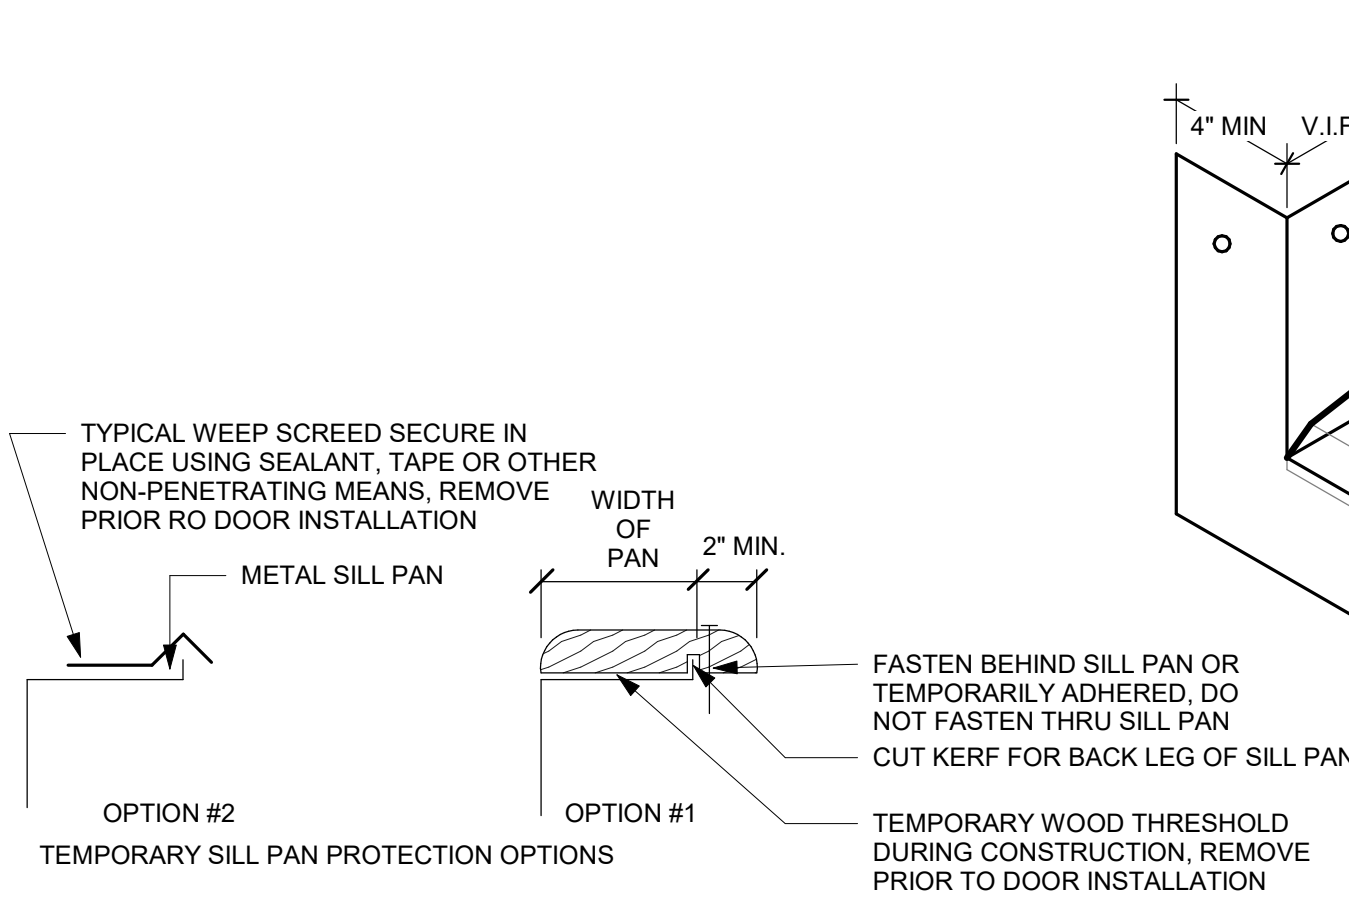 4" MIN
V.I.F
TYPICAL WEEP SCREED SECURE IN
PLACE USING SEALANT, TAPE OR OTHER
NON-PENETRATING MEANS, REMOVE
PRIOR RO DOOR INSTALLATION
METAL SILL PAN
WIDTH
OF
PAN
2" MIN.
FASTEN BEHIND SILL PAN OR
TEMPORARILY ADHERED, DO
NOT FASTEN THRU SILL PAN
CUT KERF FOR BACK LEG OF SILL PAN
TEMPORARY WOOD THRESHOLD
DURING CONSTRUCTION, REMOVE
PRIOR TO DOOR INSTALLATION
OPTION #2
OPTION #1
TEMPORARY SILL PAN PROTECTION OPTIONS